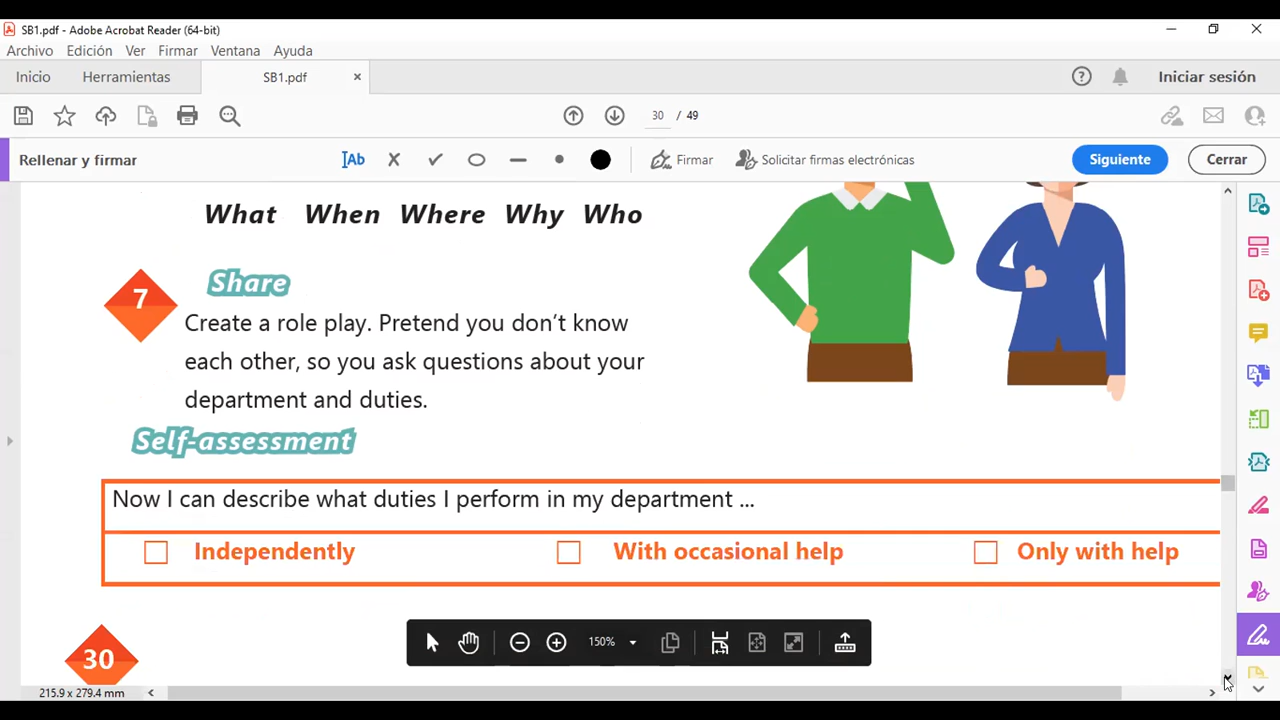 SB1.pdf - Adobe Acrobat Reader (64-bit)
Archivo Edición Ver Firmar Ventana Ayuda
Inicio Herramientas SB1.pdf × Iniciar sesión
30 / 49
Rellenar y firmar Ab Firmar Solicitar firmas electrónicas Siguiente Cerrar
What When Where Why Who
7
Share
Create a role play. Pretend you don't know
each other, so you ask questions about your
department and duties.
Self-assessment
Now I can describe what duties I perform in my department ...
Independently With occasional help Only with help
150%
30
215.9 x 279.4 mm